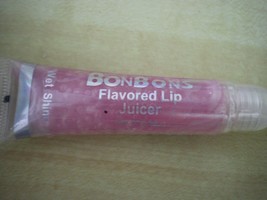 BONBONS
Flavored Lip
Juicer
Wet Shine